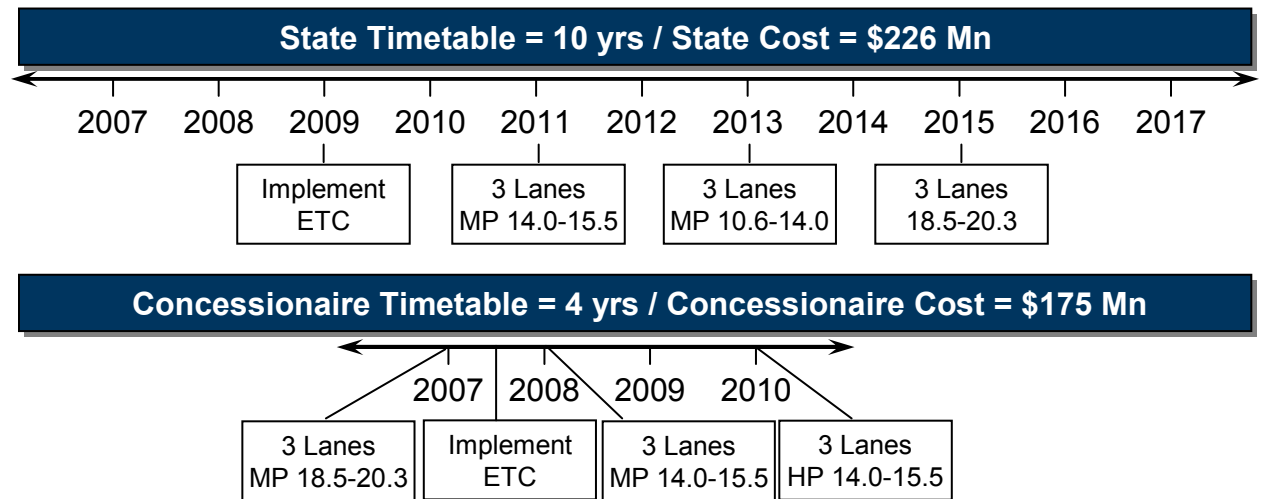 State Timetable = 10 yrs / State Cost = $226 Mn
2007 2008 2009 2010 2011 2012 2013 2014 2015 2016 2017
Implement
ETC
3 Lanes
MP 14.0-15.5
3 Lanes
MP 10.6-14.0
3 Lanes
18.5-20.3
Concessionaire Timetable = 4 yrs / Concessionaire Cost = $175 Mn
2007 2008 2009 2010
3 Lanes
MP 18.5-20.3
Implement
ETC
3 Lanes
MP 14.0-15.5
3 Lanes
HP 14.0-15.5